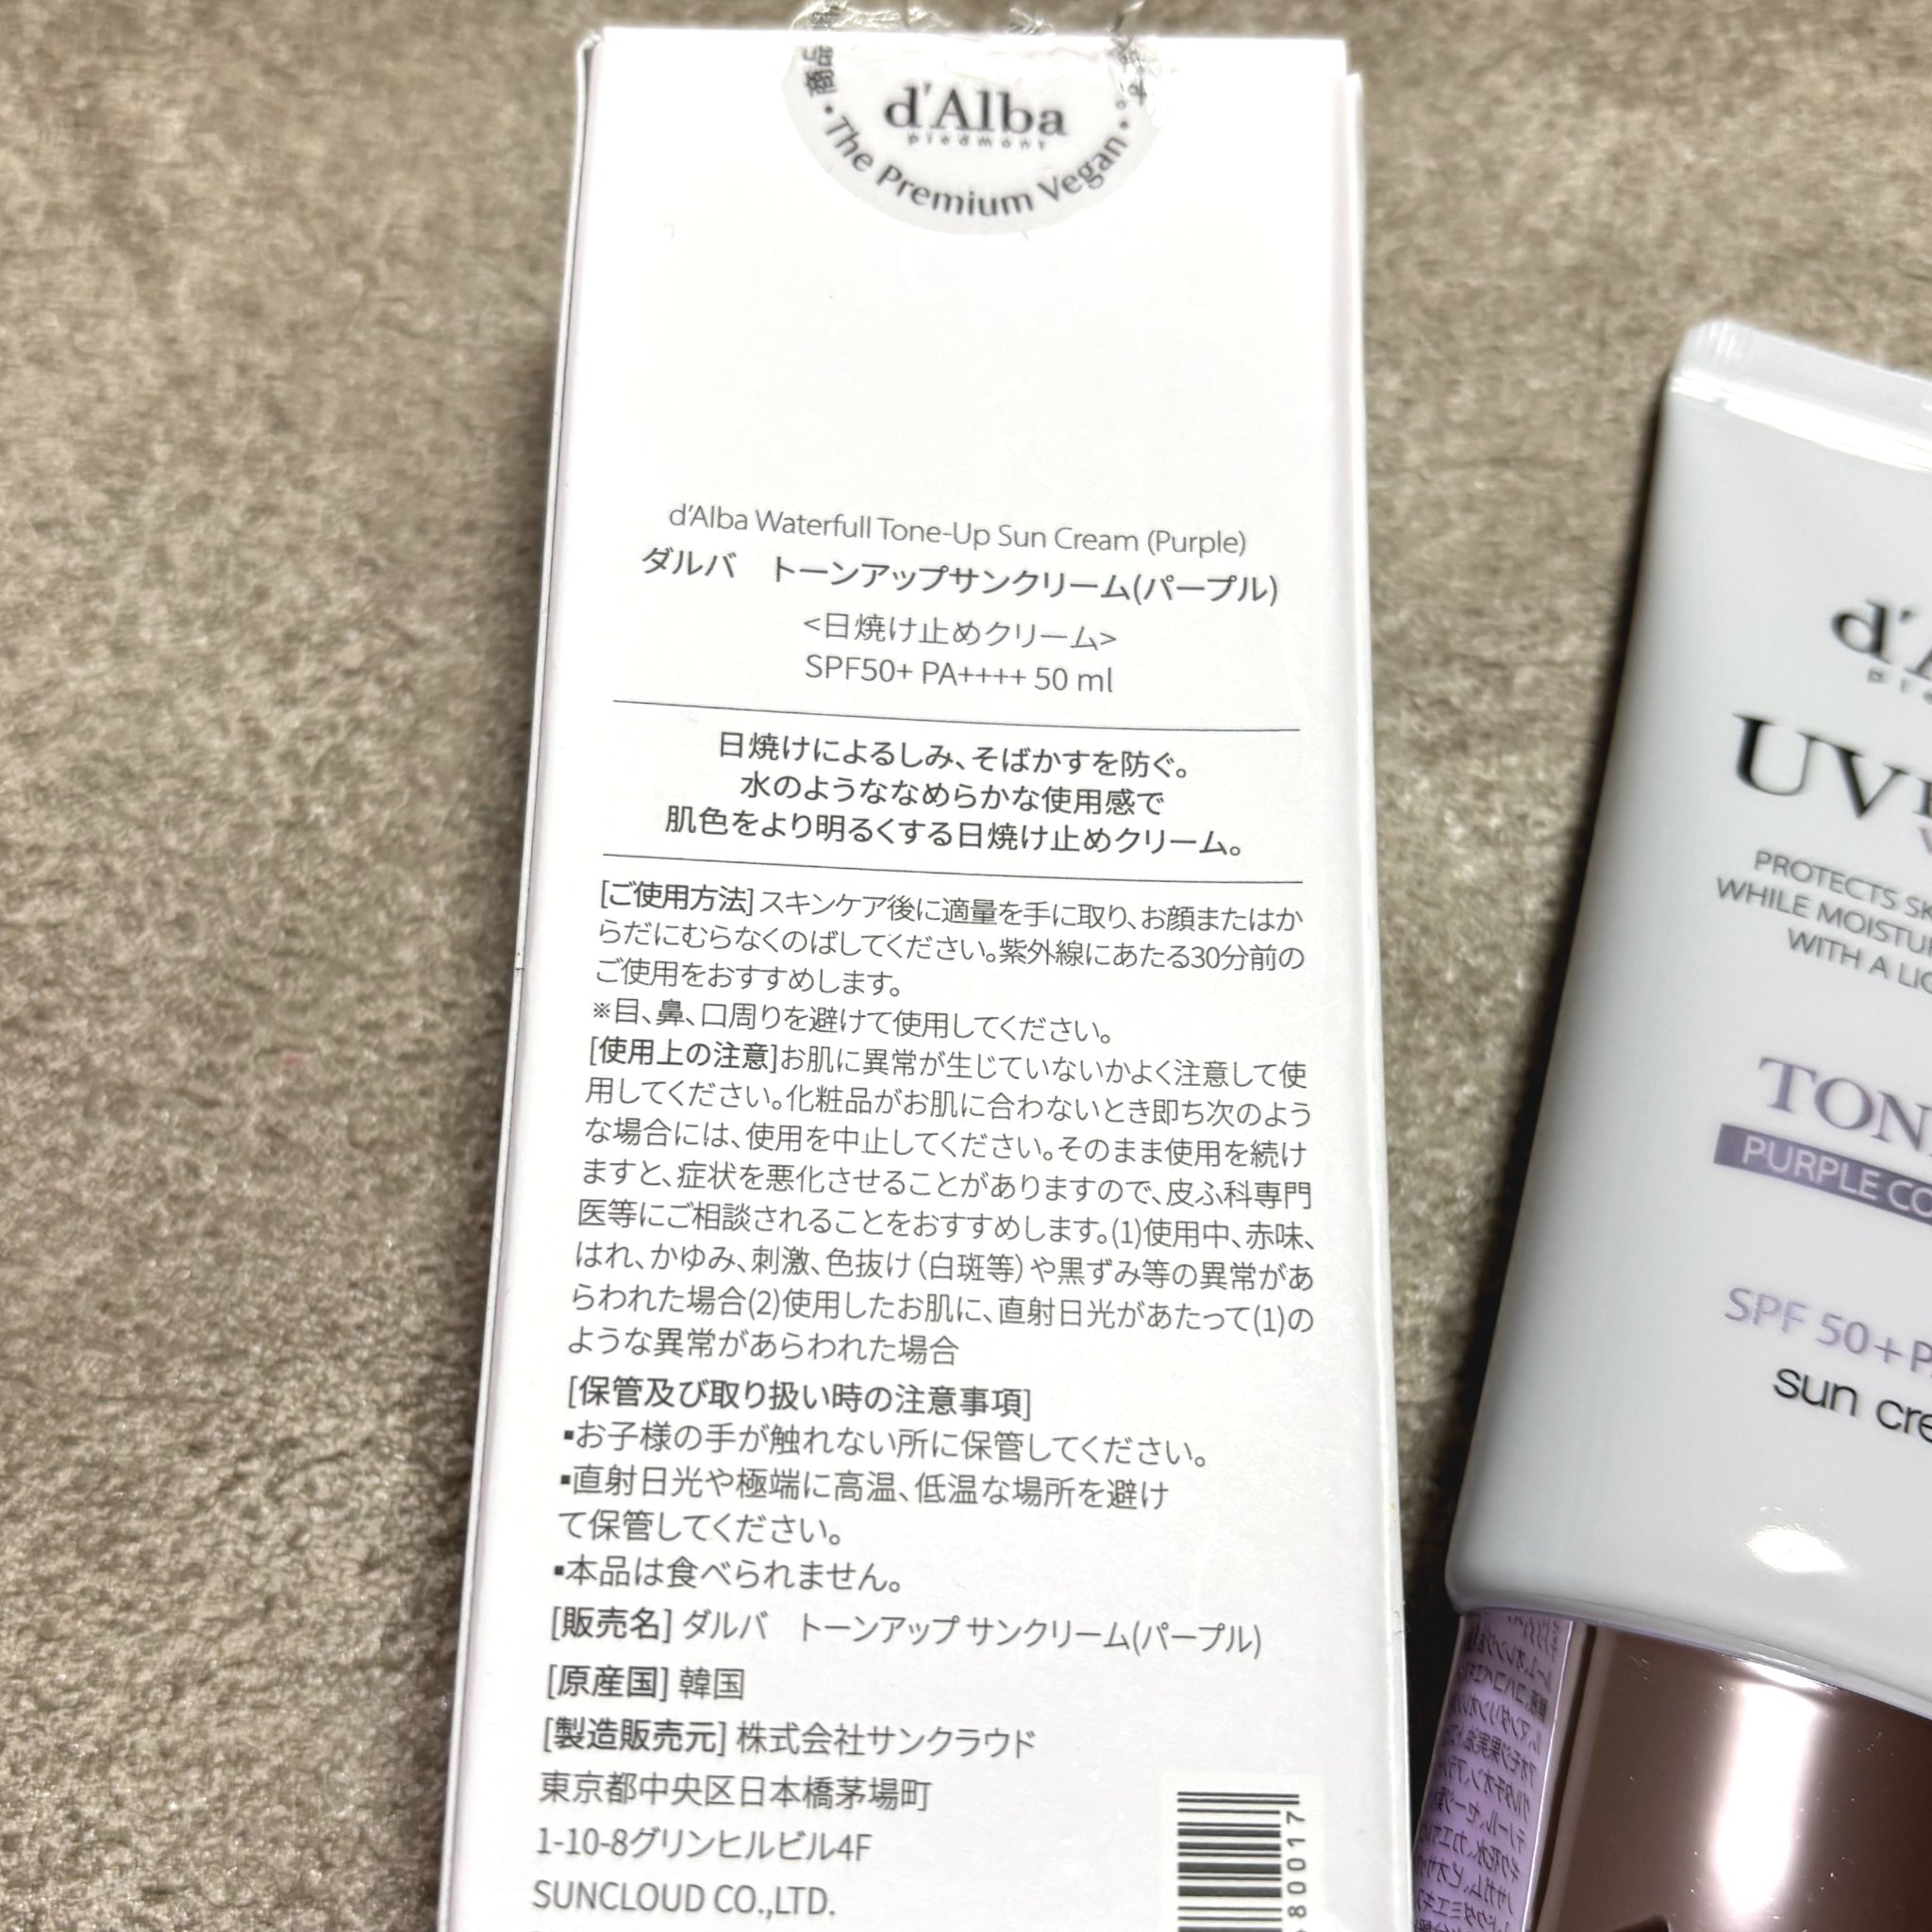 商品
d'Alba
piedmont
The Premium Vegan
d'Alba Waterfull Tone-Up Sun Cream (Purple)
ダルバ　トーンアップサンクリーム(パープル)
<日焼け止めクリーム>
SPF50+ PA++++ 50 ml
日焼けによるしみ、そばかすを防ぐ。
水のようななめらかな使用感で
肌色をより明るくする日焼け止めクリーム。
[ご使用方法]スキンケア後に適量を手に取り、お顔またはか
らだにむらなくのばしてください。紫外線にあたる30分前の
ご使用をおすすめします。
※目、鼻、口周りを避けて使用してください。
[使用上の注意]お肌に異常が生じていないかよく注意して使
用してください。化粧品がお肌に合わないとき即ち次のよう
な場合には、使用を中止してください。そのまま使用を続け
ますと、症状を悪化させることがありますので、皮ふ科専門
医等にご相談されることをおすすめします。(1)使用中、赤味、
はれ、かゆみ、刺激、色抜け（白斑等）や黒ずみ等の異常があ
らわれた場合(2)使用したお肌に、直射日光があたって(1)の
ような異常があらわれた場合
[保管及び取り扱い時の注意事項]
▪お子様の手が触れない所に保管してください。
▪直射日光や極端に高温、低温な場所を避け
て保管してください。
▪本品は食べられません。
[販売名] ダルバ　トーンアップ サンクリーム(パープル)
[原産国] 韓国
[製造販売元] 株式会社サンクラウド
東京都中央区日本橋茅場町
1-10-8グリンヒルビル4F
SUNCLOUD CO.,LTD.
80017
d'
UV
PROTECTS SK
WHILE MOISTU
WITH A LI
TON
PURPLE CO
SPF 50+P
sun cre